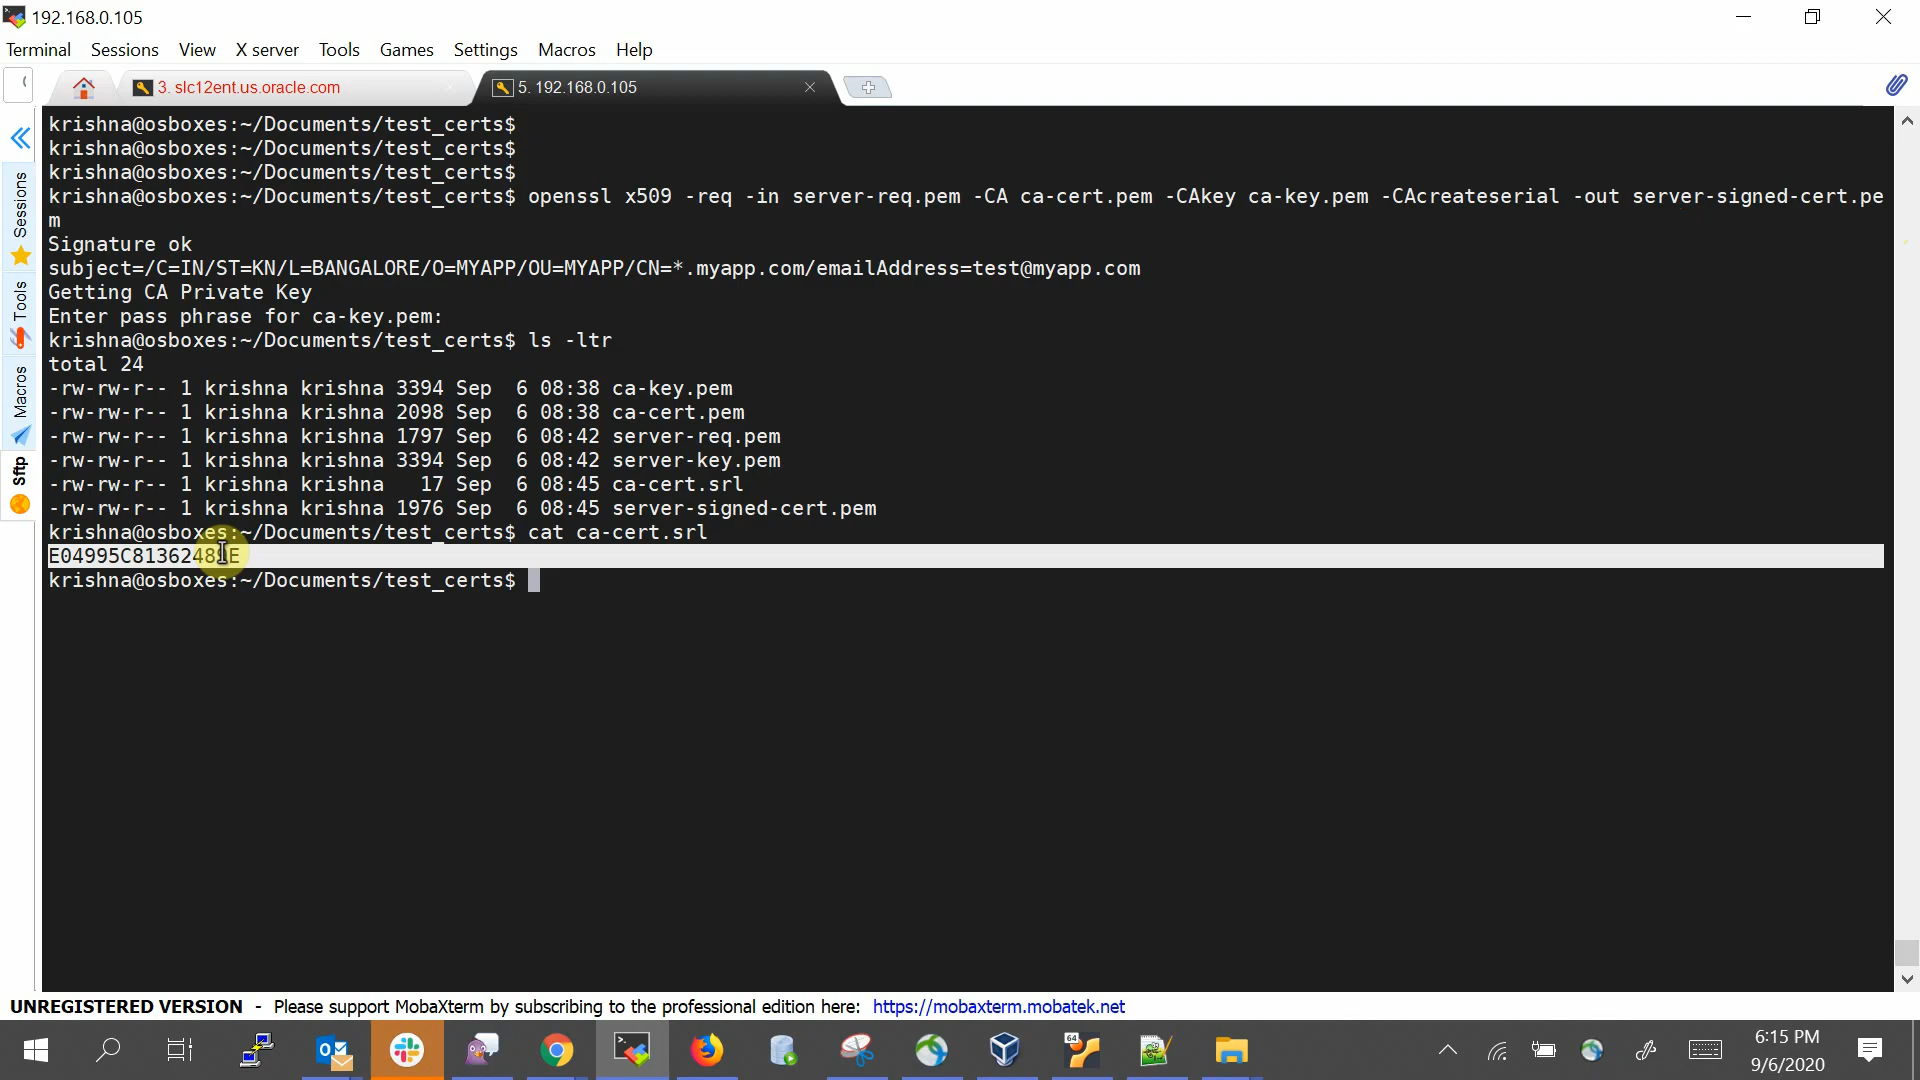 192.168.0.105
Terminal Sessions View X server Tools Games Settings Macros Help
3. slc12ent.us.oracle.com
5. 192.168.0.105
Sessions
Tools
Macros
Sftp
krishna@osboxes:~/Documents/test_certs$
krishna@osboxes:~/Documents/test_certs$
krishna@osboxes:~/Documents/test_certs$
krishna@osboxes:~/Documents/test_certs$ openssl x509 -req -in server-req.pem -CA ca-cert.pem -CAkey ca-key.pem -CAcreateserial -out server-signed-cert.pe
m
Signature ok
subject=/C=IN/ST=KN/L=BANGALORE/O=MYAPP/OU=MYAPP/CN=*.myapp.com/emailAddress=test@myapp.com
Getting CA Private Key
Enter pass phrase for ca-key.pem:
krishna@osboxes:~/Documents/test_certs$ ls -ltr
total 24
-rw-rw-r-- 1 krishna krishna 3394 Sep  6 08:38 ca-key.pem
-rw-rw-r-- 1 krishna krishna 2098 Sep  6 08:38 ca-cert.pem
-rw-rw-r-- 1 krishna krishna 1797 Sep  6 08:42 server-req.pem
-rw-rw-r-- 1 krishna krishna 3394 Sep  6 08:42 server-key.pem
-rw-rw-r-- 1 krishna krishna   17 Sep  6 08:45 ca-cert.srl
-rw-rw-r-- 1 krishna krishna 1976 Sep  6 08:45 server-signed-cert.pem
krishna@osboxes:~/Documents/test_certs$ cat ca-cert.srl
krishna@osboxes:~/Documents/test_certs$
UNREGISTERED VERSION - Please support MobaXterm by subscribing to the professional edition here: https://mobaxterm.mobatek.net
64
6:15 PM
9/6/2020